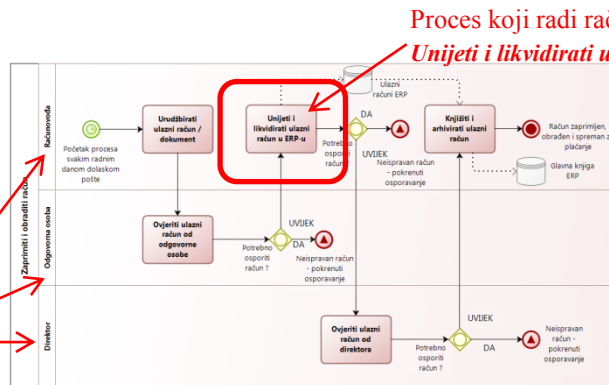 Proces koji radi
Unijeti i likvidirati
Zaprimiti i obraditi račun
Računovođa
Početak procesa
svakim radnim
danom dolaskom
pošte
Urudžbirati
ulazni račun /
dokument
Unijeti i
likvidirati ulazni
račun u ERP-u
Ulazni
računi ERP
Potrebno
osporiti
račun ?
DA
UVIJEK
Neispravan račun
- pokrenuti
osporavanje
Knjižiti i
arhivirati ulazni
račun
Račun zaprimljen,
obrađen i spreman za
plaćanje
Glavna knjiga
ERP
Odgovorna osoba
Ovjeriti ulazni
račun od
odgovorne
osobe
Potrebno
osporiti
račun ?
UVIJEK
DA
Neispravan račun
- pokrenuti
osporavanje
Direktor
Ovjeriti ulazni
račun od
direktora
Potrebno
osporiti
račun ?
UVIJEK
DA
Neispravan
račun -
pokrenuti
osporavanje